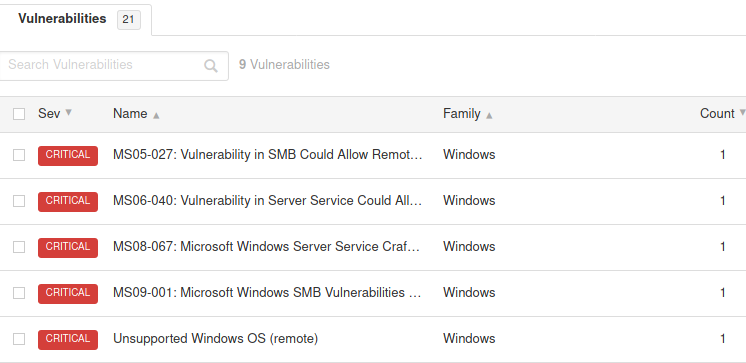 Vulnerabilities 21
Search Vulnerabilities 9 Vulnerabilities
Sev Name Family Count
CRITICAL MS05-027: Vulnerability in SMB Could Allow Remot... Windows 1
CRITICAL MS06-040: Vulnerability in Server Service Could All... Windows 1
CRITICAL MS08-067: Microsoft Windows Server Service Craf... Windows 1
CRITICAL MS09-001: Microsoft Windows SMB Vulnerabilities ... Windows 1
CRITICAL Unsupported Windows OS (remote) Windows 1